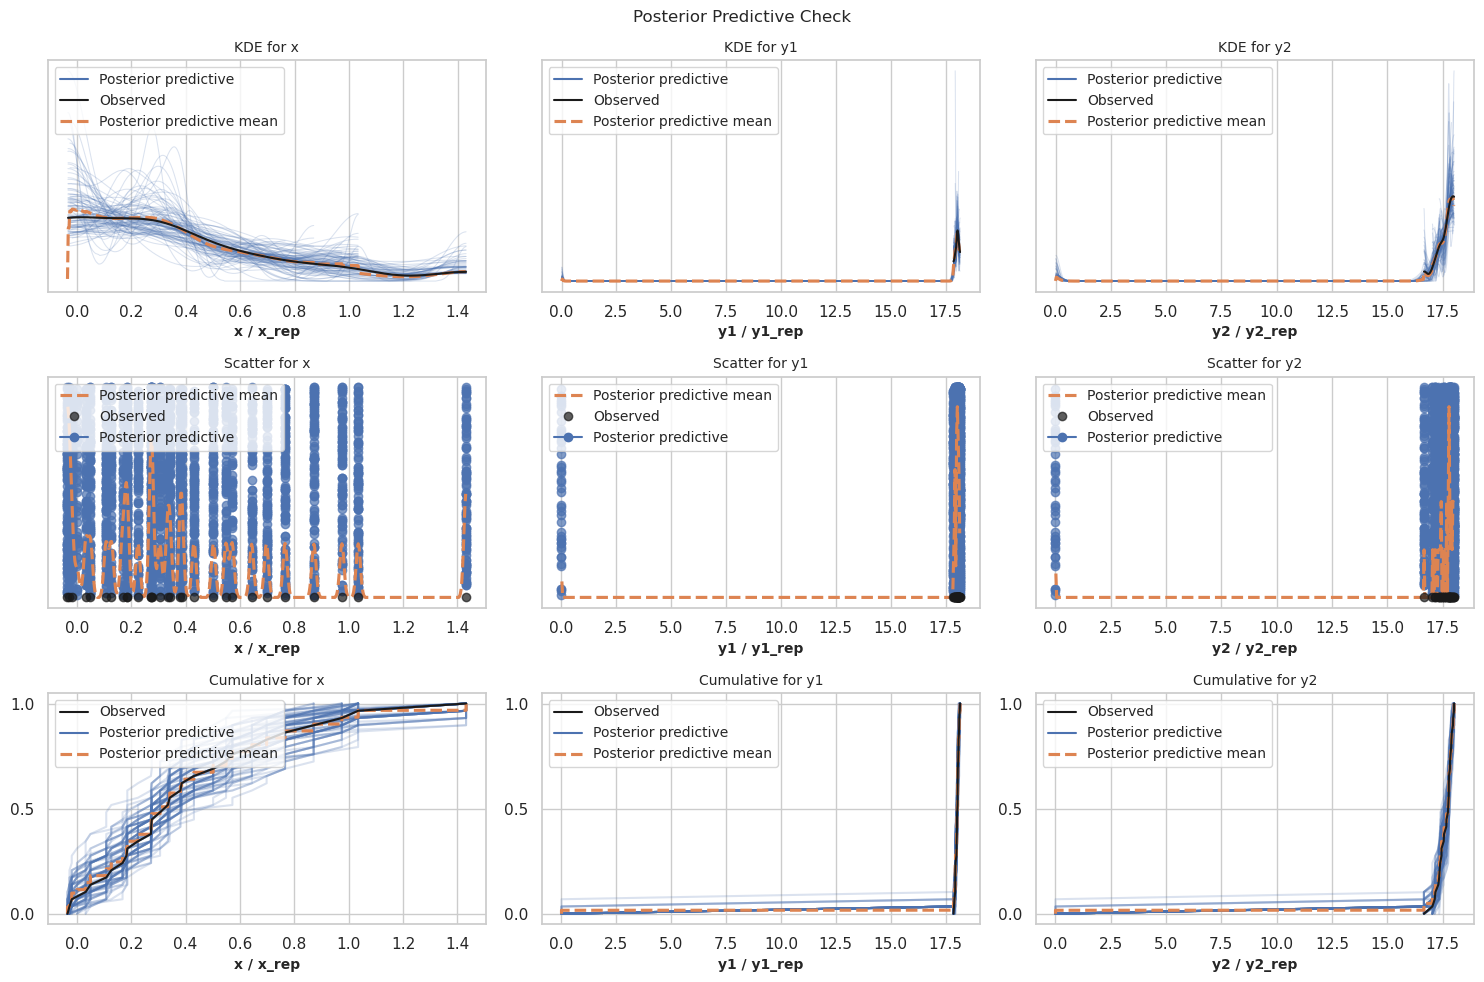 Posterior Predictive Check
KDE for x
Posterior predictive
Observed
Posterior predictive mean
0.0 0.2 0.4 0.6 0.8 1.0 1.2 1.4
x / x_rep
KDE for y1
Posterior predictive
Observed
Posterior predictive mean
0.0 2.5 5.0 7.5 10.0 12.5 15.0 17.5
y1 / y1_rep
KDE for y2
Posterior predictive
Observed
Posterior predictive mean
0.0 2.5 5.0 7.5 10.0 12.5 15.0 17.5
y2 / y2_rep
Scatter for x
Posterior predictive mean
Observed
Posterior predictive
0.0 0.2 0.4 0.6 0.8 1.0 1.2 1.4
x / x_rep
Scatter for y1
Posterior predictive mean
Observed
Posterior predictive
0.0 2.5 5.0 7.5 10.0 12.5 15.0 17.5
y1 / y1_rep
Scatter for y2
Posterior predictive mean
Observed
Posterior predictive
0.0 2.5 5.0 7.5 10.0 12.5 15.0 17.5
y2 / y2_rep
Cumulative for x
1.0
0.5
0.0
Observed
Posterior predictive
Posterior predictive mean
0.0 0.2 0.4 0.6 0.8 1.0 1.2 1.4
x / x_rep
Cumulative for y1
1.0
0.5
0.0
Observed
Posterior predictive
Posterior predictive mean
0.0 2.5 5.0 7.5 10.0 12.5 15.0 17.5
y1 / y1_rep
Cumulative for y2
1.0
0.5
0.0
Observed
Posterior predictive
Posterior predictive mean
0.0 2.5 5.0 7.5 10.0 12.5 15.0 17.5
y2 / y2_rep